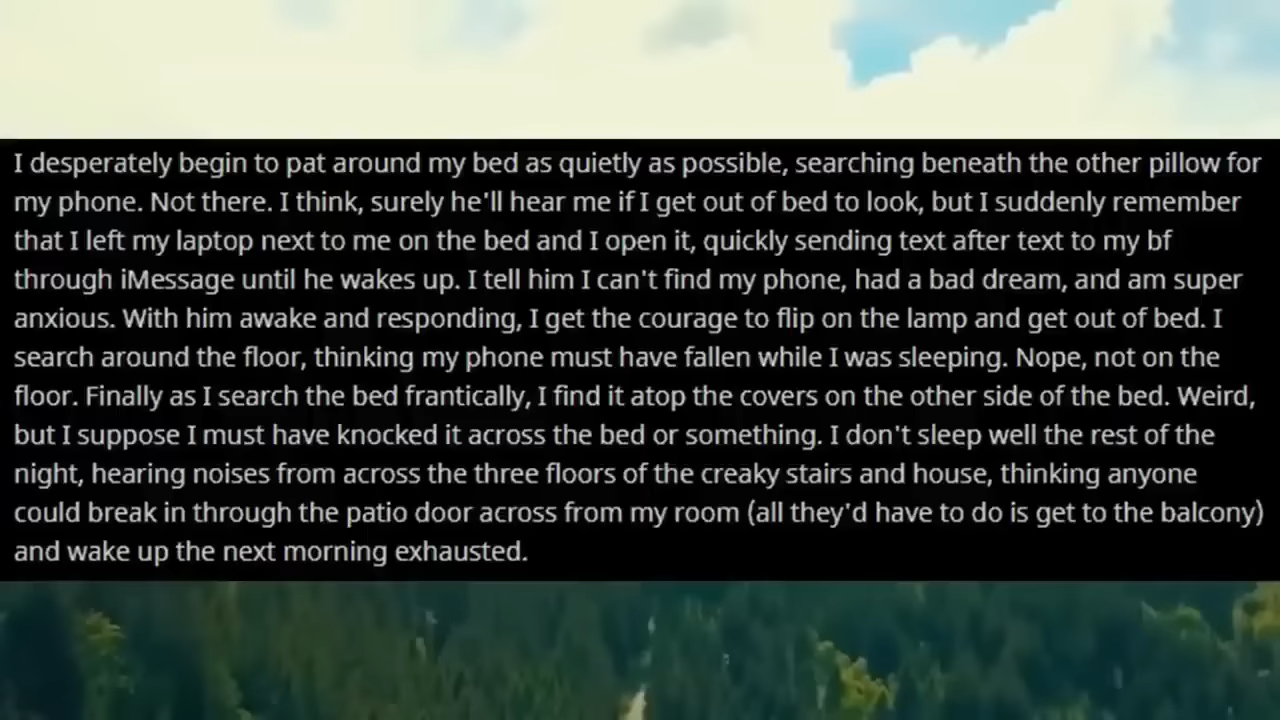 I desperately begin to pat around my bed as quietly as possible, searching beneath the other pillow for
my phone. Not there. I think, surely he'll hear me if I get out of bed to look, but I suddenly remember
that I left my laptop next to me on the bed and I open it, quickly sending text after text to my bf
through iMessage until he wakes up. I tell him I can't find my phone, had a bad dream, and am super
anxious. With him awake and responding, I get the courage to flip on the lamp and get out of bed. I
search around the floor, thinking my phone must have fallen while I was sleeping. Nope, not on the
floor. Finally as I search the bed frantically, I find it atop the covers on the other side of the bed. Weird,
but I suppose I must have knocked it across the bed or something. I don't sleep well the rest of the
night, hearing noises from across the three floors of the creaky stairs and house, thinking anyone
could break in through the patio door across from my room (all they'd have to do is get to the balcony)
and wake up the next morning exhausted.